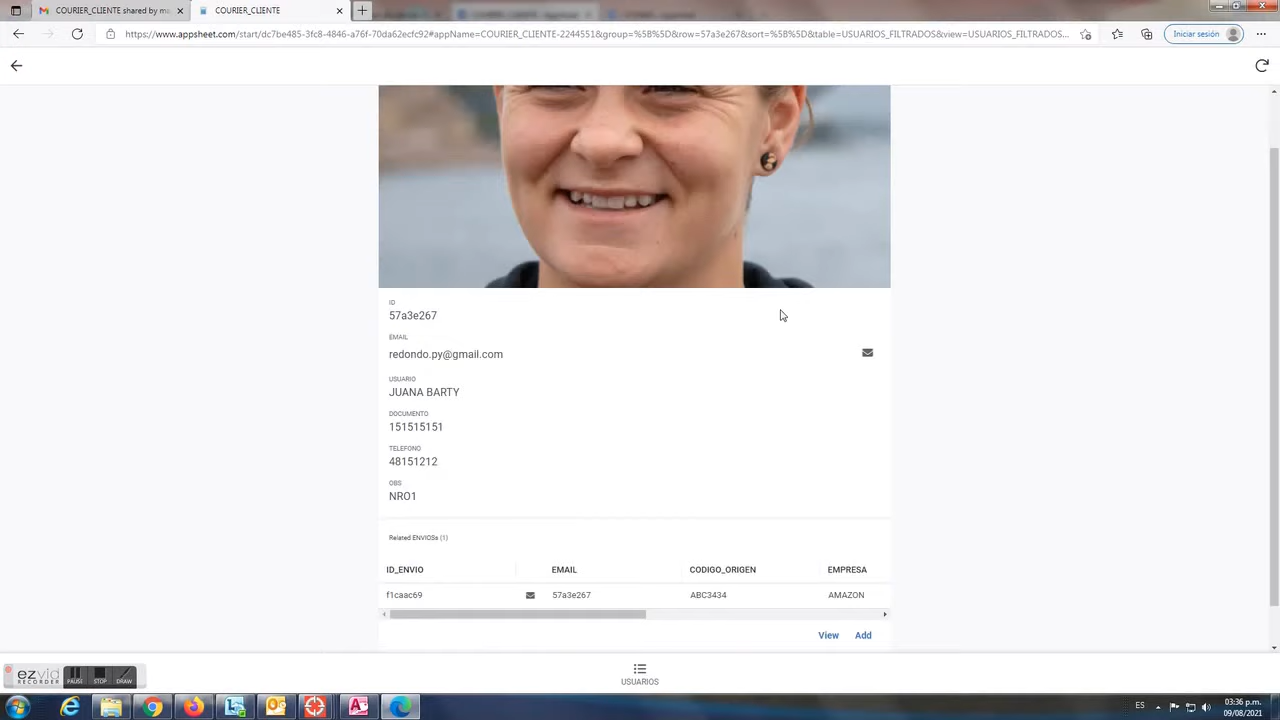 COURIER_CLIENTE shared by ma
COURIER_CLIENTE
https://www.appsheet.com/start/dc7be485-3fc8-4846-a76f-70da62ecfc92#appName=COURIER_CLIENTE-2244551&group=%5B%5D&row=57a3e267&sort=%5B%5D&table=USUARIOS_FILTRADOS&view=USUARIOS_FILTRADOS...
Iniciar sesión
ID
57a3e267
EMAIL
redondo.py@gmail.com
USUARIO
JUANA BARTY
DOCUMENTO
151515151
TELEFONO
48151212
OBS
NRO1
Related ENVIOSs (1)
ID_ENVIO EMAIL CODIGO_ORIGEN EMPRESA
f1caac69 57a3e267 ABC3434 AMAZON
View Add
ezvid
RECORDER
PAUSE STOP DRAW
USUARIOS
ES
03:36 p.m.
09/08/2021